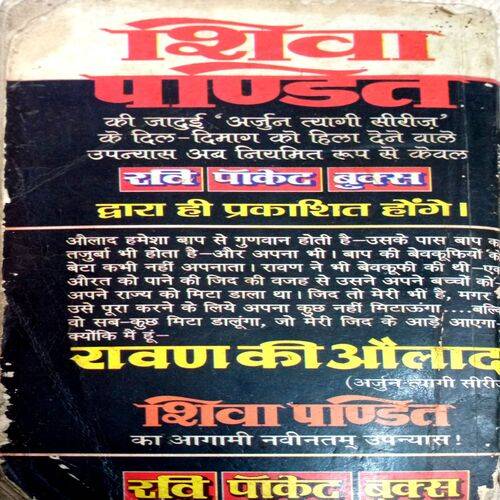 शिवा
पण्डित
की जादुई 'अर्जुन त्यागी सीरीज'
के दिल-दिमाग को हिला देने वाले
उपन्यास अब नियमित रूप से केवल
रवि पॉकेट बुक्स
द्वारा ही प्रकाशित होंगे।
औलाद हमेशा बाप से गुणवान होती है-उसके पास बाप क
तजुर्बा भी होता है-और अपना भी। बाप की बेवकूफियों क
बेटा कभी नहीं अपनाता। रावण ने भी बेवकूफी की थी-एक
औरत को पाने की जिद की वजह से उसने अपने बच्चों को
अपने राज्य को मिटा डाला था। जिद तो मेरी भी है, मगर
उसे पूरा करने के लिये अपना कुछ नहीं मिटाऊंगा....बल्कि
वो सब-कुछ मिटा डालूंगा, जो मेरी जिद के आड़े आएगा
क्योंकि मैं हूं-
रावण की औलाद
(अर्जुन त्यागी सीरी
शिवा पण्डित
का आगामी नवीनतम् उपन्यास!
रवि पॉकेट बुक्स